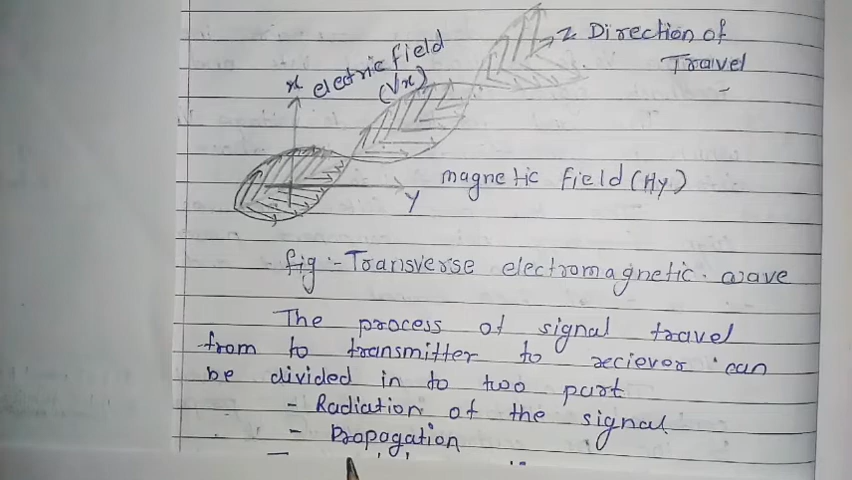 Z Direction of
Travel
x electric field
(Vx)
magnetic field (Hy)
Y
fig :- Transverse electromagnetic. wave
The process of signal travel
from to transmitter to reciever can
be divided in to two part
- Radiation of the signal
- Propagation